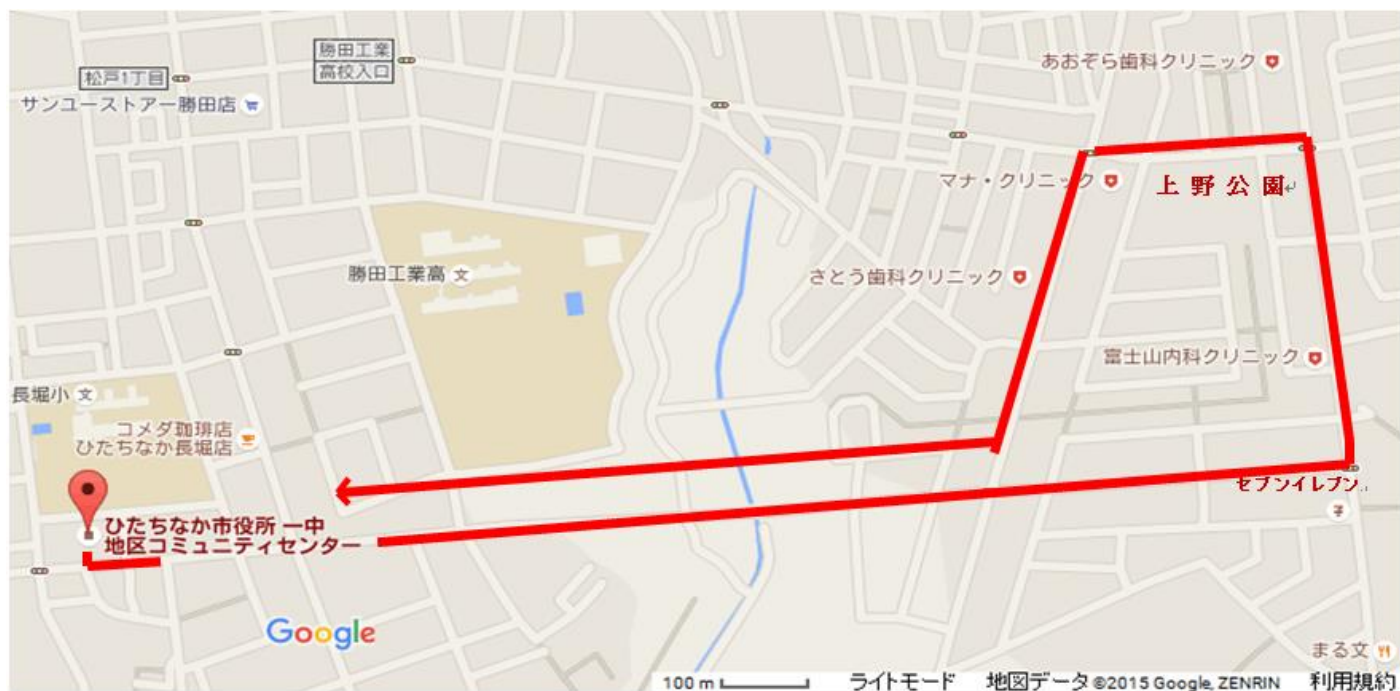 勝田工業
高校入口
あおぞら歯科クリニック
松戸1丁目
サンユーストアー勝田店
マナ・クリニック
上野公園
勝田工業高
さとう歯科クリニック
富士山内科クリニック
長堀小
コメダ珈琲店
ひたちなか長堀店
セブンイレブン
ひたちなか市役所 一中
地区コミュニティセンター
Google
まる文
100 m
ライトモード
地図データ ©2015 Google, ZENRIN
利用規約